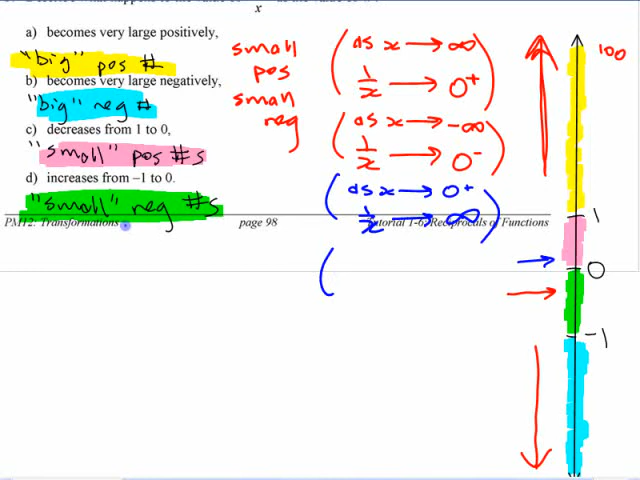 x
a) becomes very large positively,
"big" pos #
b) becomes very large negatively,
"big" neg #
c) decreases from 1 to 0,
"small" pos #s
d) increases from –1 to 0.
"small" neg #s
small
pos
small
neg
(as x → ∞
1/x → 0⁺)
(as x → -∞
1/x → 0⁻)
(as x → 0⁺
1/x → ∞)
(
100
1
0
-1
PM12: Transformations page 98 Tutorial 1-6: Reciprocals of Functions